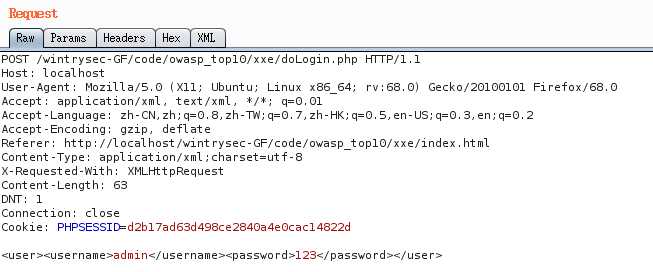 Request
Raw Params Headers Hex XML
POST /wintrysec-GF/code/owasp_top10/xxe/doLogin.php HTTP/1.1
Host: localhost
User-Agent: Mozilla/5.0 (X11; Ubuntu; Linux x86_64; rv:68.0) Gecko/20100101 Firefox/68.0
Accept: application/xml, text/xml, */*; q=0.01
Accept-Language: zh-CN,zh;q=0.8,zh-TW;q=0.7,zh-HK;q=0.5,en-US;q=0.3,en;q=0.2
Accept-Encoding: gzip, deflate
Referer: http://localhost/wintrysec-GF/code/owasp_top10/xxe/index.html
Content-Type: application/xml;charset=utf-8
X-Requested-With: XMLHttpRequest
Content-Length: 63
DNT: 1
Connection: close
Cookie: PHPSESSID=d2b17ad63d498ce2840a4e0cac14822d
<user><username>admin</username><password>123</password></user>